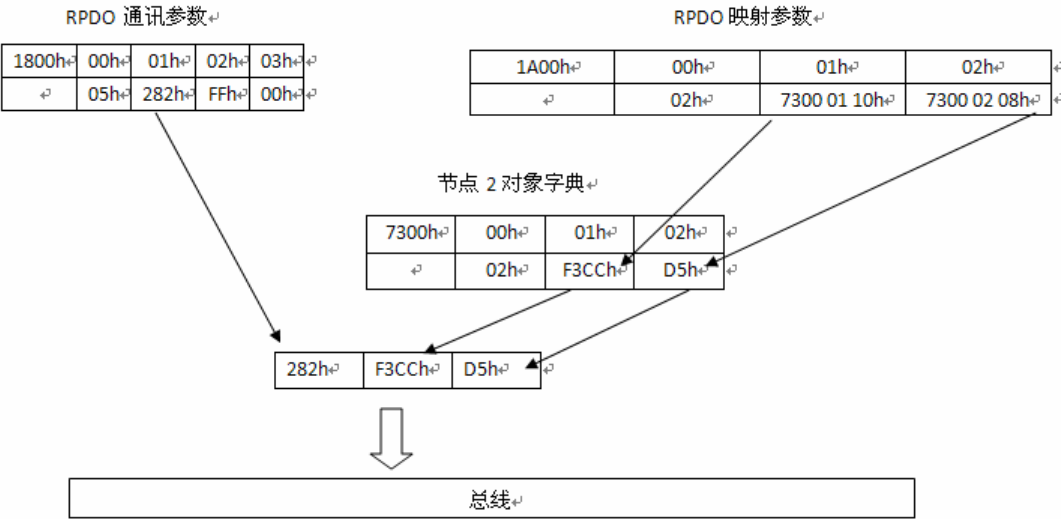 RPDO 通讯参数
RPDO 映射参数
1800h 00h 01h 02h 03h
05h 282h FFh 00h
1A00h 00h 01h 02h
02h 7300 01 10h 7300 02 08h
节点 2 对象字典
7300h 00h 01h 02h
02h F3CCh D5h
282h F3CCh D5h
总线